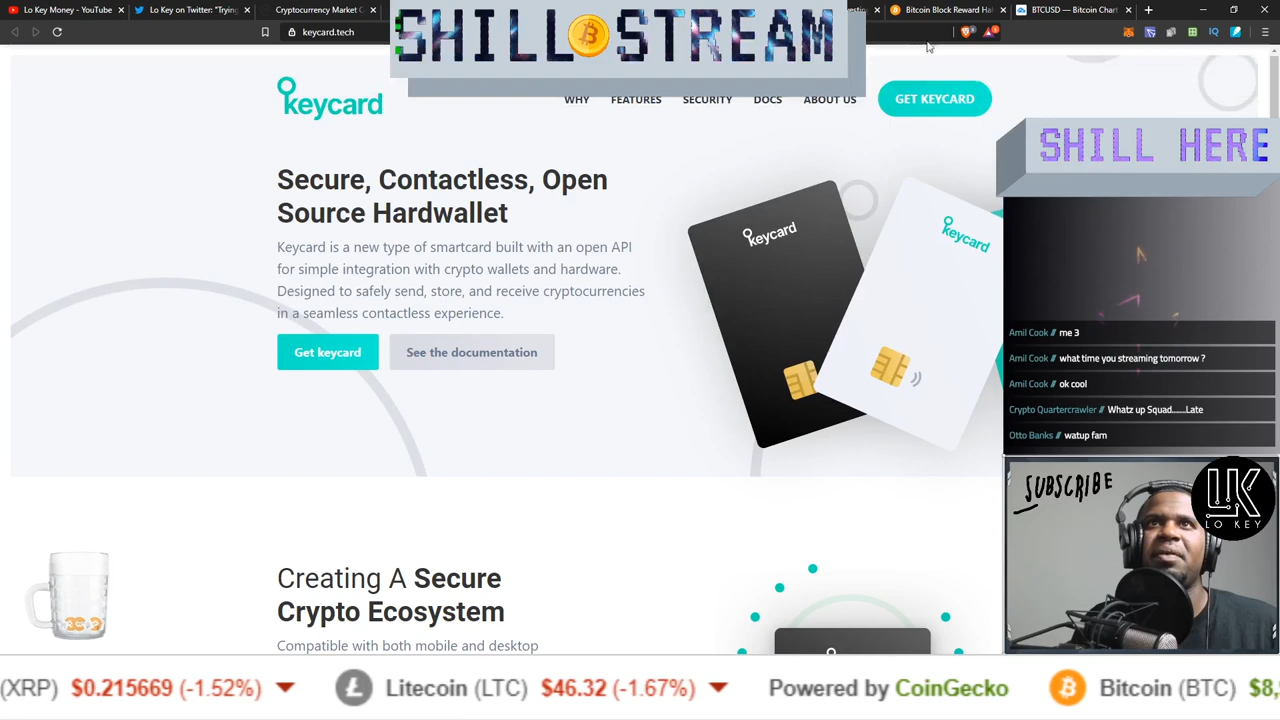 Lo Key Money - YouTube
Lo Key on Twitter: "Trying
Cryptocurrency Market C
Bitcoin Block Reward Hal
BTCUSD — Bitcoin Chart
keycard.tech
SHILL STREAM
keycard
WHY
FEATURES
SECURITY
DOCS
ABOUT US
GET KEYCARD
SHILL HERE
Secure, Contactless, Open
Source Hardwallet
Keycard is a new type of smartcard built with an open API
for simple integration with crypto wallets and hardware.
Designed to safely send, store, and receive cryptocurrencies
in a seamless contactless experience.
Get keycard
See the documentation
keycard
keycard
Amil Cook // me 3
Amil Cook // what time you streaming tomorrow ?
Amil Cook // ok cool
Crypto Quartercrawler // Whatz up Squad......Late
Otto Banks // watup fam
SUBSCRIBE
LK
LO KEY
Creating A Secure
Crypto Ecosystem
Compatible with both mobile and desktop
(XRP) $0.215669 (-1.52%) Litecoin (LTC) $46.32 (-1.67%) Powered by CoinGecko Bitcoin (BTC) $8,